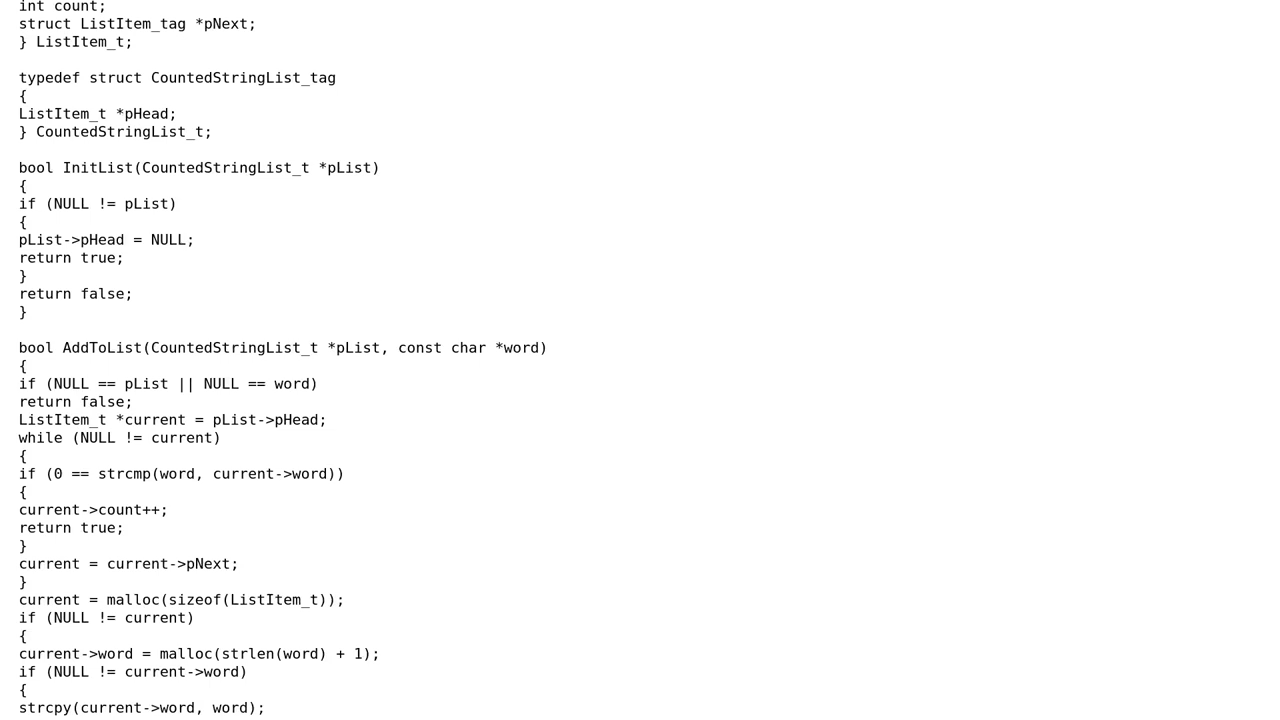 int count;
struct ListItem_tag *pNext;
} ListItem_t;

typedef struct CountedStringList_tag
{
ListItem_t *pHead;
} CountedStringList_t;

bool InitList(CountedStringList_t *pList)
{
if (NULL != pList)
{
pList->pHead = NULL;
return true;
}
return false;
}

bool AddToList(CountedStringList_t *pList, const char *word)
{
if (NULL == pList || NULL == word)
return false;
ListItem_t *current = pList->pHead;
while (NULL != current)
{
if (0 == strcmp(word, current->word))
{
current->count++;
return true;
}
current = current->pNext;
}
current = malloc(sizeof(ListItem_t));
if (NULL != current)
{
current->word = malloc(strlen(word) + 1);
if (NULL != current->word)
{
strcpy(current->word, word);